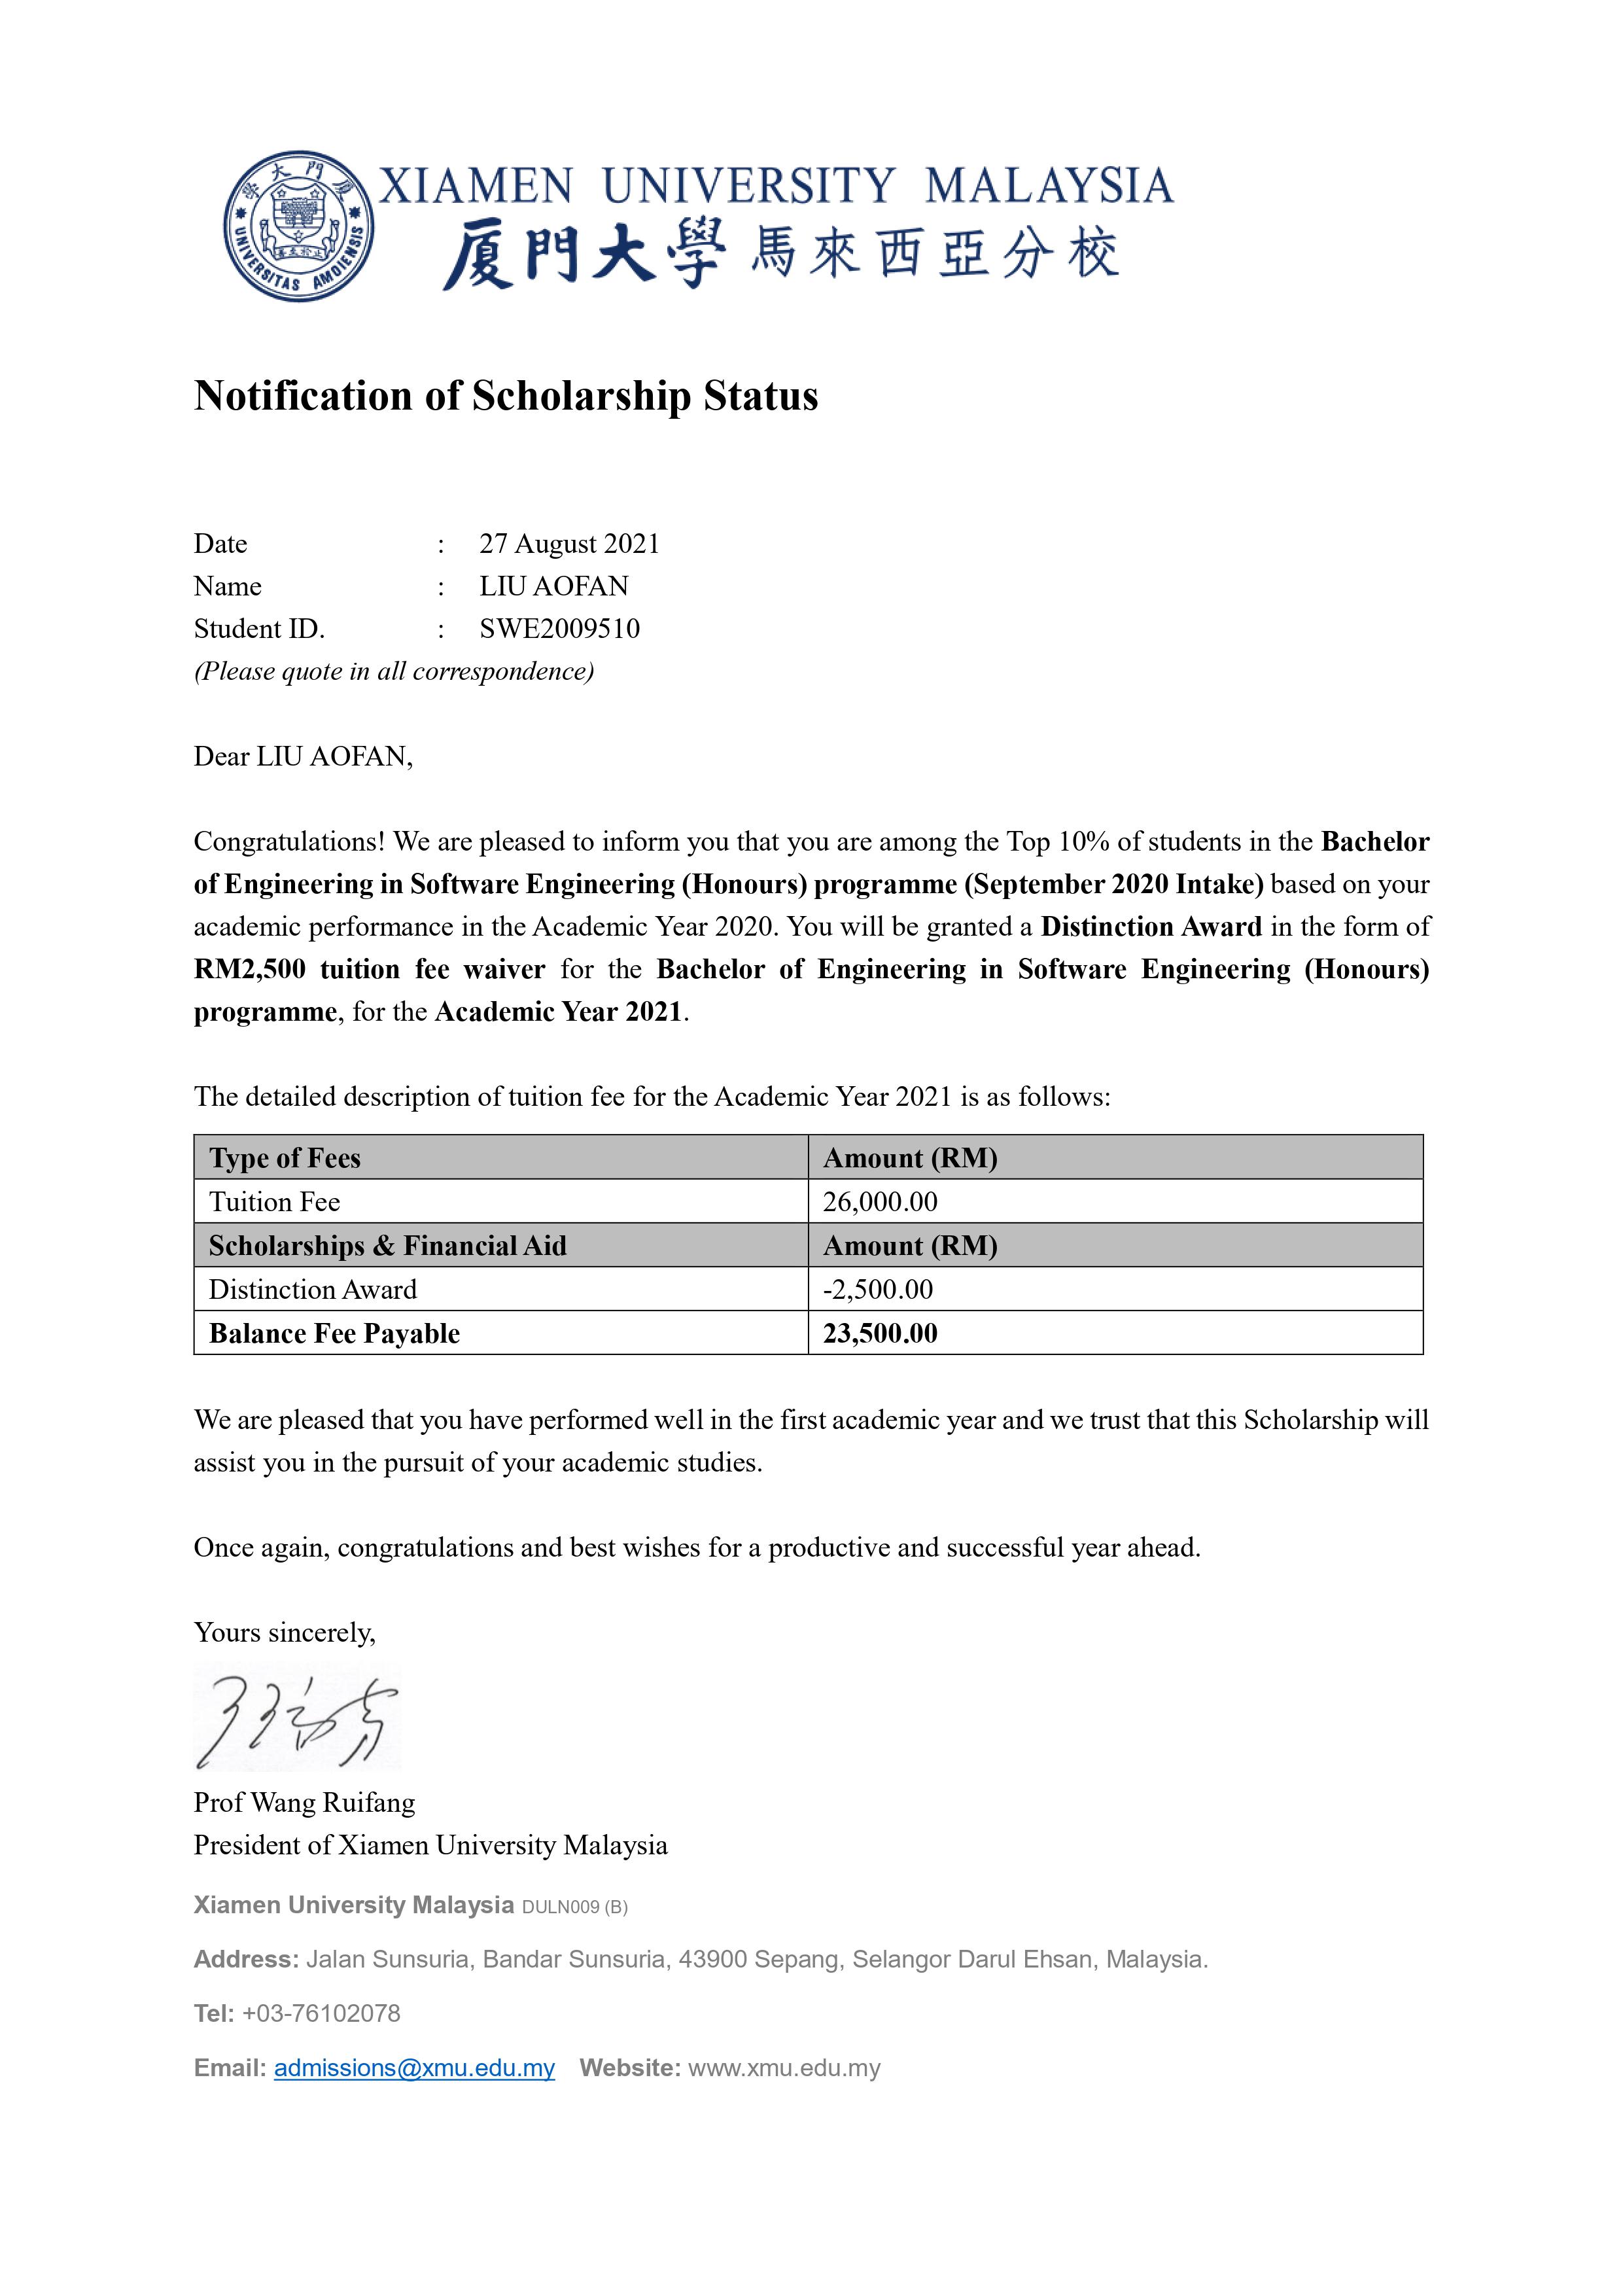 學大門廈
UNIVERSITAS AMOIENSIS
XIAMEN UNIVERSITY MALAYSIA
廈門大學 馬來西亞分校
Notification of Scholarship Status
Date : 27 August 2021
Name : LIU AOFAN
Student ID. : SWE2009510
(Please quote in all correspondence)
Dear LIU AOFAN,
Congratulations! We are pleased to inform you that you are among the Top 10% of students in the Bachelor
of Engineering in Software Engineering (Honours) programme (September 2020 Intake) based on your
academic performance in the Academic Year 2020. You will be granted a Distinction Award in the form of
RM2,500 tuition fee waiver for the Bachelor of Engineering in Software Engineering (Honours)
programme, for the Academic Year 2021.
The detailed description of tuition fee for the Academic Year 2021 is as follows:
Type of Fees Amount (RM)
Tuition Fee 26,000.00
Scholarships & Financial Aid Amount (RM)
Distinction Award -2,500.00
Balance Fee Payable 23,500.00
We are pleased that you have performed well in the first academic year and we trust that this Scholarship will
assist you in the pursuit of your academic studies.
Once again, congratulations and best wishes for a productive and successful year ahead.
Yours sincerely,
Prof Wang Ruifang
President of Xiamen University Malaysia
Xiamen University Malaysia DULN009 (B)
Address: Jalan Sunsuria, Bandar Sunsuria, 43900 Sepang, Selangor Darul Ehsan, Malaysia.
Tel: +03-76102078
Email: admissions@xmu.edu.my Website: www.xmu.edu.my